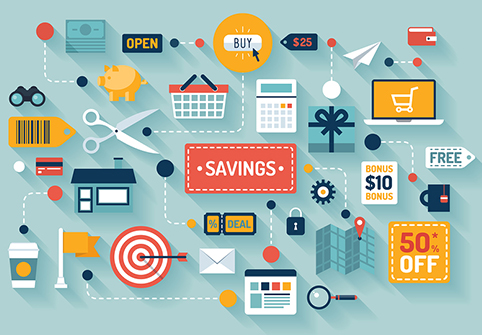 OPEN
BUY
$25
SAVINGS
FREE
BONUS
$10
BONUS
% DEAL
50%
OFF